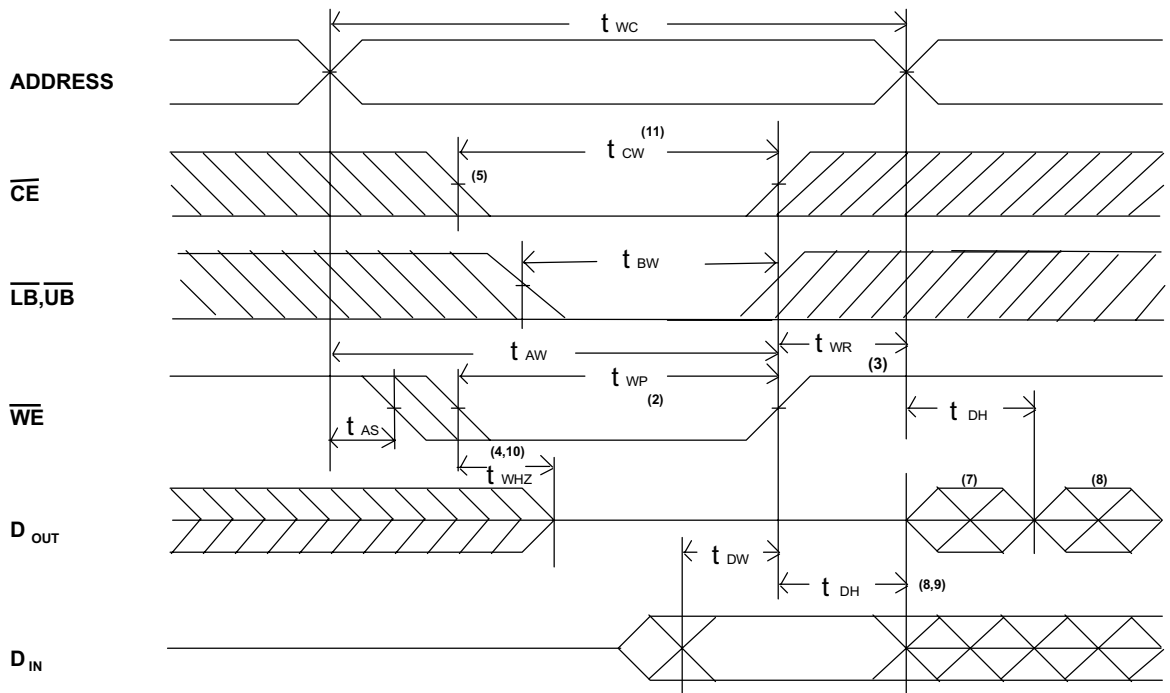 t WC
ADDRESS
t CW (11)
(5)
CE
t BW
LB,UB
t AW
t WR
(3)
t WP
(2)
WE
t DH
t AS
(4,10)
t WHZ
(7)
(8)
D OUT
t DW
t DH
(8,9)
D IN